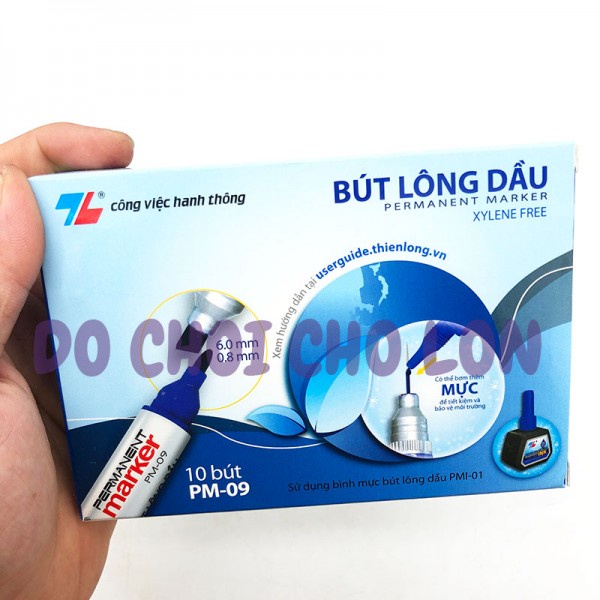 TL® công việc hanh thông
BÚT LÔNG DẦU
PERMANENT MARKER
XYLENE FREE
Xem hướng dẫn tại userguide.thienlong.vn
6.0 mm
0.8 mm
DO CHOI CHO LON
Có thể bơm thêm
MỰC
để tiết kiệm và
bảo vệ môi trường
PERMANENT
marker
PM-09
10 bút
PM-09
Sử dụng bình mực bút lông dầu PMI-01